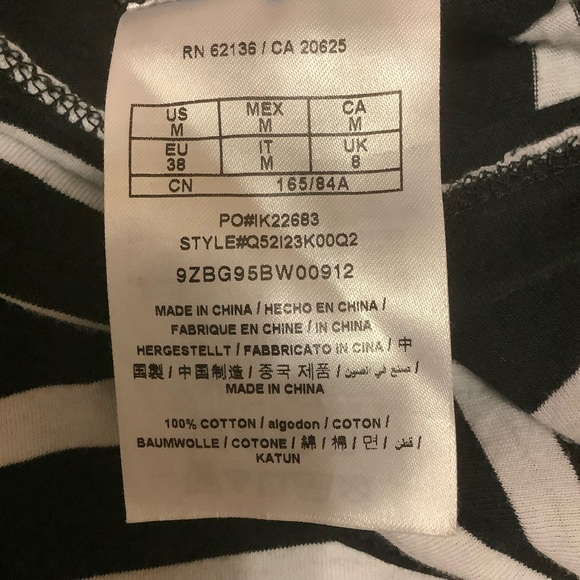 RN 62136 / CA 20625
US MEX CA
M M M
EU IT UK
38 M 8
CN 165/84A
PO#IK22683
STYLE#Q52I23K00Q2
9ZBG95BW00912
MADE IN CHINA / HECHO EN CHINA /
FABRIQUE EN CHINE / IN CHINA
HERGESTELLT / FABBRICATO IN CINA / 中
国製 / 中国制造 / 중국 제품 / صنع في الصين /
MADE IN CHINA
100% COTTON / algodon / COTON /
BAUMWOLLE / COTONE / 綿 / 棉 / 면 / قطن /
KATUN